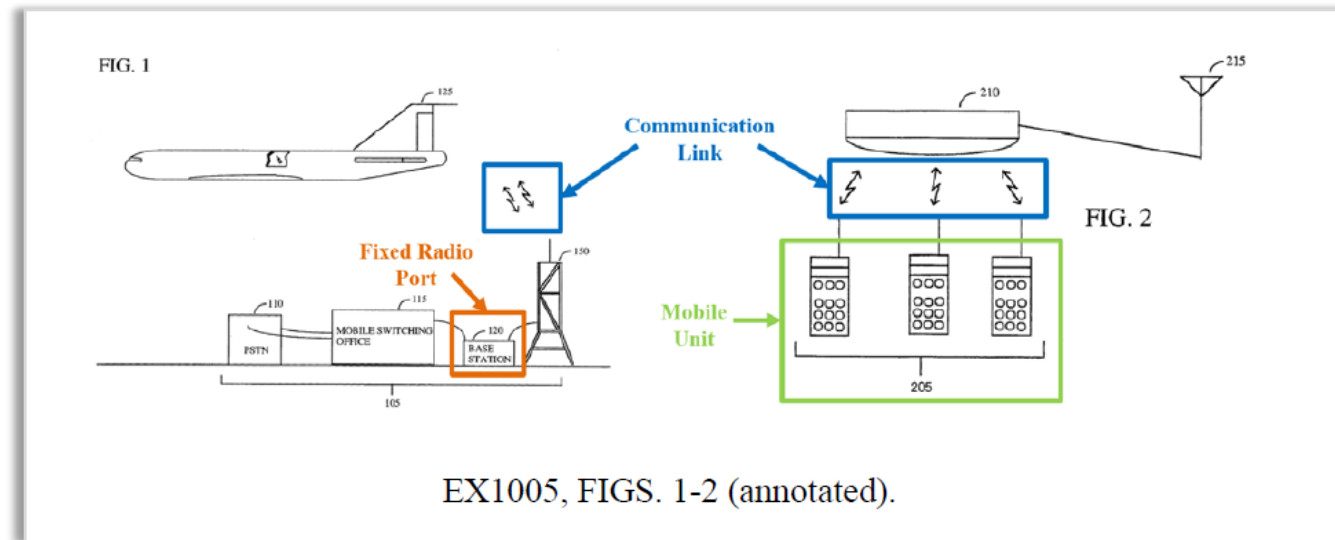 FIG. 1
125
210
215
Communication
Link
FIG. 2
Fixed Radio
Port
150
110
115
MOBILE SWITCHING
OFFICE
120
BASE
STATION
PSTN
Mobile
Unit
105
205
EX1005, FIGS. 1-2 (annotated).